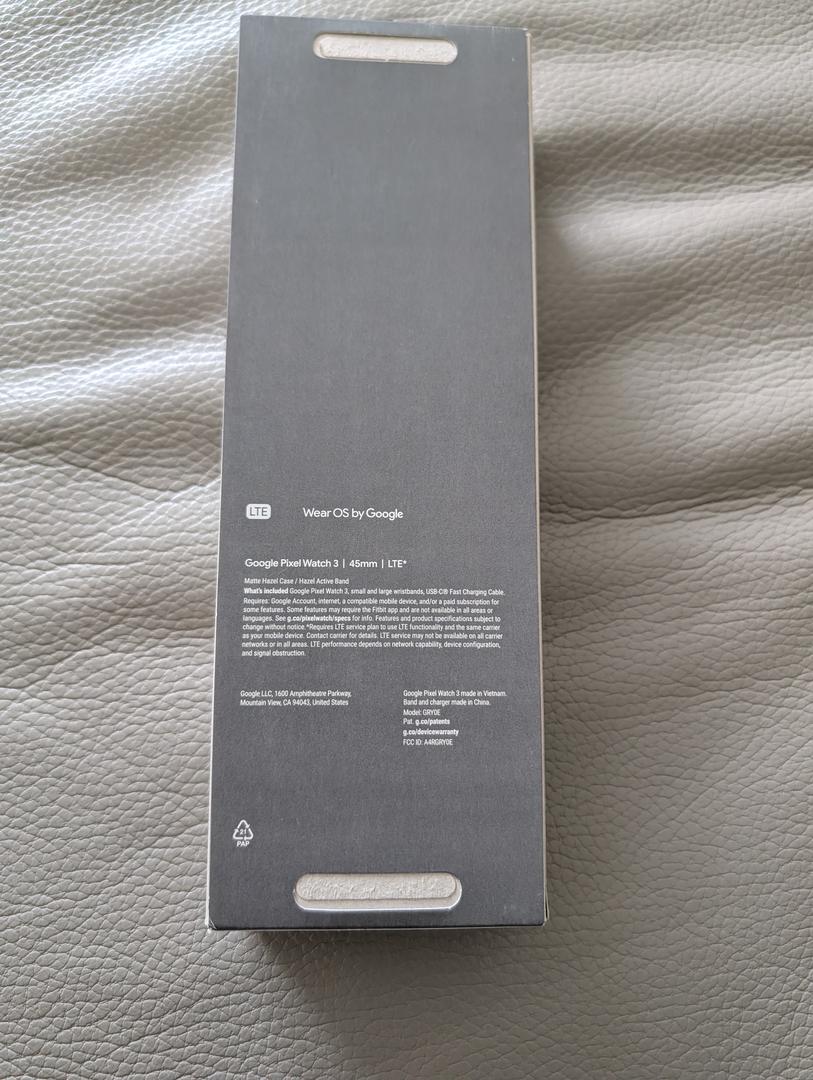 LTE
Wear OS by Google
Google Pixel Watch 3 | 45mm | LTE*
Matte Hazel Case / Hazel Active Band
What's included Google Pixel Watch 3, small and large wristbands, USB-C® Fast Charging Cable.
Requires: Google Account, internet, a compatible mobile device, and/or a paid subscription for
some features. Some features may require the Fitbit app and are not available in all areas or
languages. See g.co/pixelwatch/specs for info. Features and product specifications subject to
change without notice. *Requires LTE service plan to use LTE functionality and the same carrier
as your mobile device. Contact carrier for details. LTE service may not be available on all carrier
networks or in all areas. LTE performance depends on network capability, device configuration,
and signal obstruction.
Google LLC, 1600 Amphitheatre Parkway,
Mountain View, CA 94043, United States
Google Pixel Watch 3 made in Vietnam.
Band and charger made in China.
Model: GRY0E
Pat. g.co/patents
g.co/devicewarranty
FCC ID: A4RGRY0E
21
PAP